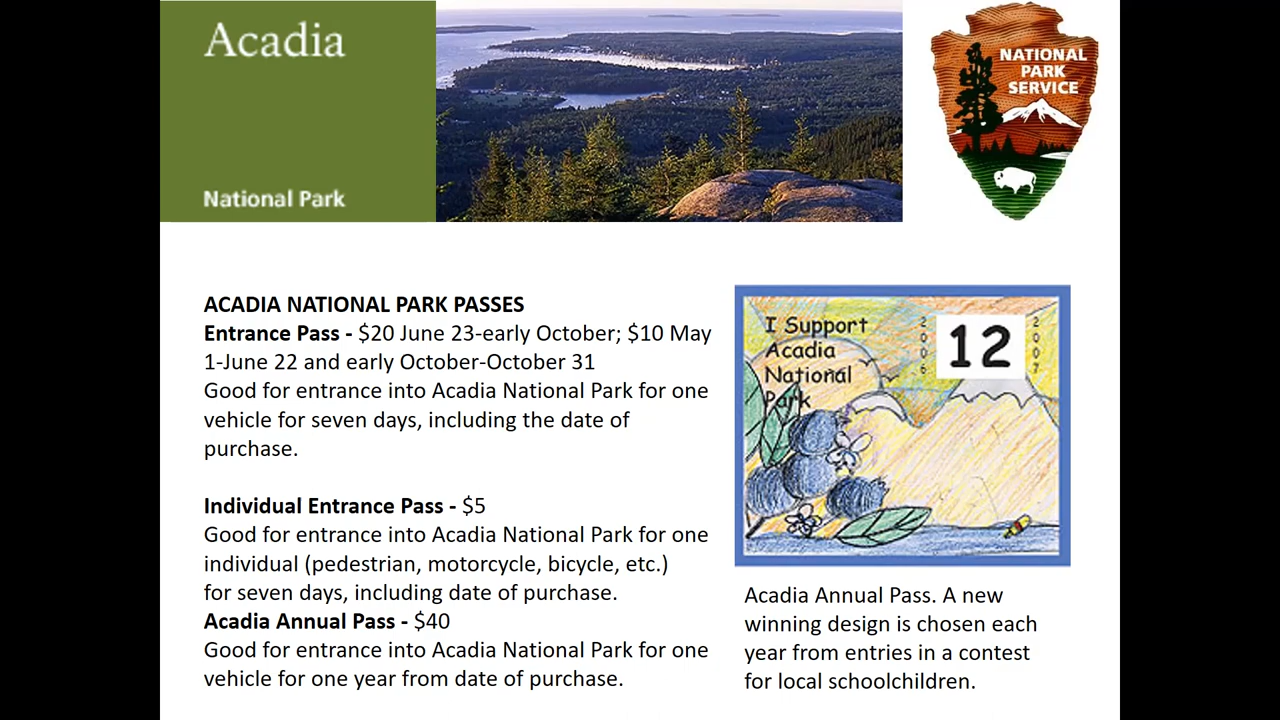 Acadia
National Park
NATIONAL
PARK
SERVICE
ACADIA NATIONAL PARK PASSES
Entrance Pass - $20 June 23-early October; $10 May
1-June 22 and early October-October 31
Good for entrance into Acadia National Park for one
vehicle for seven days, including the date of
purchase.
Individual Entrance Pass - $5
Good for entrance into Acadia National Park for one
individual (pedestrian, motorcycle, bicycle, etc.)
for seven days, including date of purchase.
Acadia Annual Pass - $40
Good for entrance into Acadia National Park for one
vehicle for one year from date of purchase.
I Support
Acadia
National
Park
2006
12
2007
Acadia Annual Pass. A new
winning design is chosen each
year from entries in a contest
for local schoolchildren.